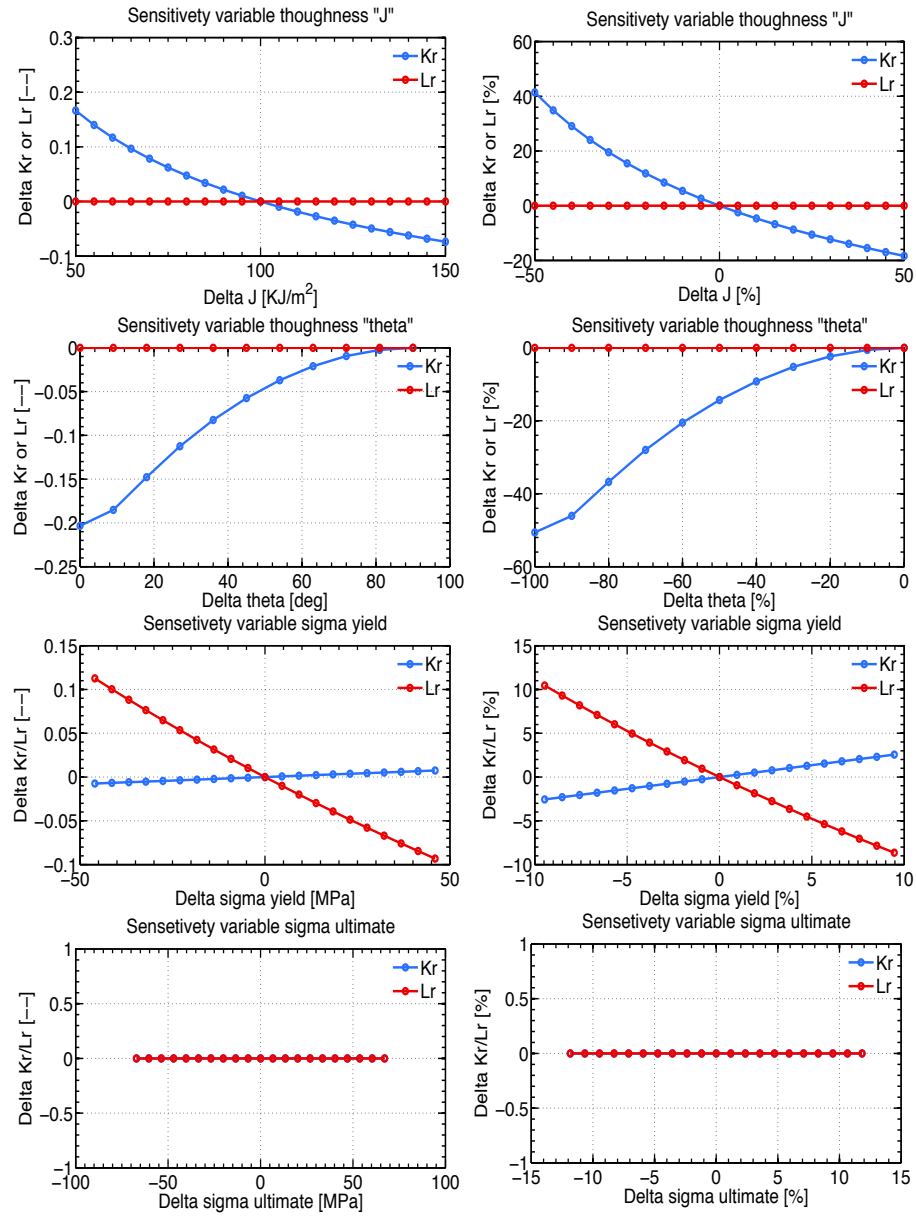 Sensitivety variable thoughness "J"
0.3
0.2
0.1
0
−0.1
50
100
150
Delta Kr or Lr [−−]
Delta J [KJ/m²]
Kr
Lr
Sensitivety variable thoughness "J"
60
40
20
0
−20
−50
0
50
Delta Kr or Lr [%]
Delta J [%]
Kr
Lr
Sensitivety variable thoughness "theta"
0
−0.05
−0.1
−0.15
−0.2
−0.25
0
20
40
60
80
100
Delta Kr or Lr [−−]
Delta theta [deg]
Kr
Lr
Sensitivety variable thoughness "theta"
0
−20
−40
−60
−100
−80
−60
−40
−20
0
Delta Kr or Lr [%]
Delta theta [%]
Kr
Lr
Sensetivety variable sigma yield
0.15
0.1
0.05
0
−0.05
−0.1
−50
0
50
Delta Kr/Lr [−−]
Delta sigma yield [MPa]
Kr
Lr
Sensetivety variable sigma yield
15
10
5
0
−5
−10
−10
−5
0
5
10
Delta Kr/Lr [%]
Delta sigma yield [%]
Kr
Lr
Sensetivety variable sigma ultimate
1
0.5
0
−0.5
−1
−100
−50
0
50
100
Delta Kr/Lr [−−]
Delta sigma ultimate [MPa]
Kr
Lr
Sensetivety variable sigma ultimate
1
0.5
0
−0.5
−1
−15
−10
−5
0
5
10
15
Delta Kr/Lr [%]
Delta sigma ultimate [%]
Kr
Lr